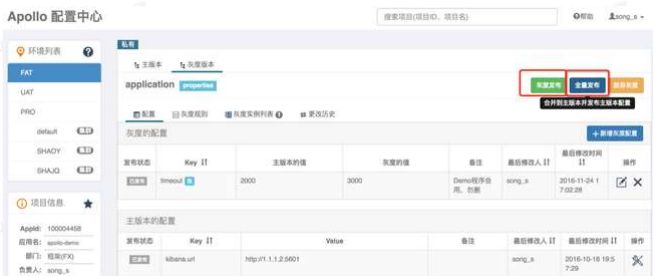 Apollo 配置中心
搜索项目(项目ID、项目名)
帮助
song_s
环境列表
FAT
UAT
PRO
default 集群
SHAOY 集群
SHAJQ 集群
项目信息
AppId: 100004458
应用名: apollo-demo
部门: 框架(FX)
负责人: song_s
私有
主版本 灰度版本
application properties
灰度发布 全量发布 放弃灰度
合并到主版本并发布主版本配置
配置 灰度规则 灰度实例列表 0 更改历史
灰度的配置
+新增灰度配置
发布状态 Key 主版本的值 灰度的值 备注 最后修改人 最后修改时间 操作
已发布 timeout 2000 3000 Demo程序会用，勿删 song_s 2016-11-24 17:02:28
主版本的配置
发布状态 Key Value 备注 最后修改人 最后修改时间 操作
已发布 kibana.url http://1.1.1.2:5601 song_s 2016-10-18 19:57:29